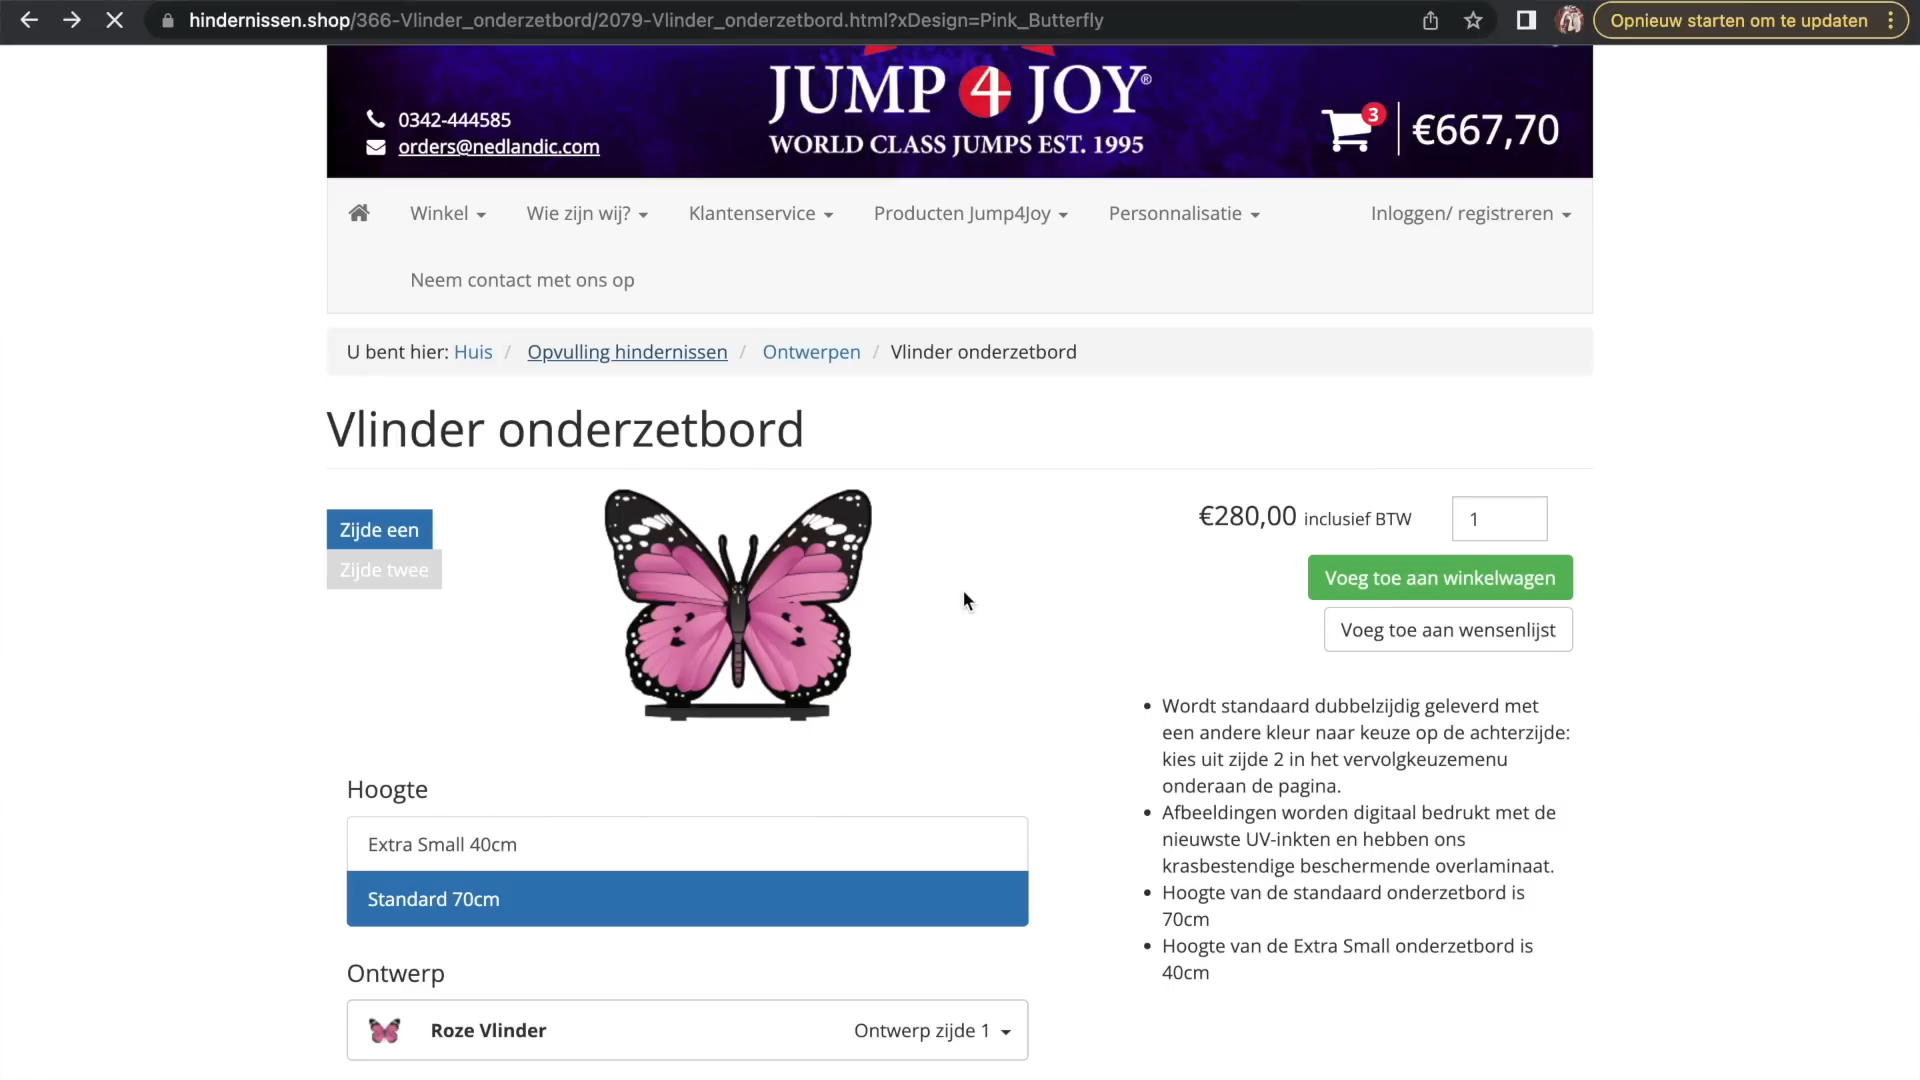 hindernissen.shop/366-Vlinder_onderzetbord/2079-Vlinder_onderzetbord.html?xDesign=Pink_Butterfly
Opnieuw starten om te updaten
JUMP 4 JOY®
WORLD CLASS JUMPS EST. 1995
0342-444585
orders@nedlandic.com
3
€667,70
Winkel
Wie zijn wij?
Klantenservice
Producten Jump4Joy
Personnalisatie
Inloggen/ registreren
Neem contact met ons op
U bent hier: Huis / Opvulling hindernissen / Ontwerpen / Vlinder onderzetbord
Vlinder onderzetbord
Zijde een
Zijde twee
€280,00 inclusief BTW
1
Voeg toe aan winkelwagen
Voeg toe aan wensenlijst
• Wordt standaard dubbelzijdig geleverd met
een andere kleur naar keuze op de achterzijde:
kies uit zijde 2 in het vervolgkeuzemenu
onderaan de pagina.
• Afbeeldingen worden digitaal bedrukt met de
nieuwste UV-inkten en hebben ons
krasbestendige beschermende overlaminaat.
• Hoogte van de standaard onderzetbord is
70cm
• Hoogte van de Extra Small onderzetbord is
40cm
Hoogte
Extra Small 40cm
Standard 70cm
Ontwerp
Roze Vlinder
Ontwerp zijde 1